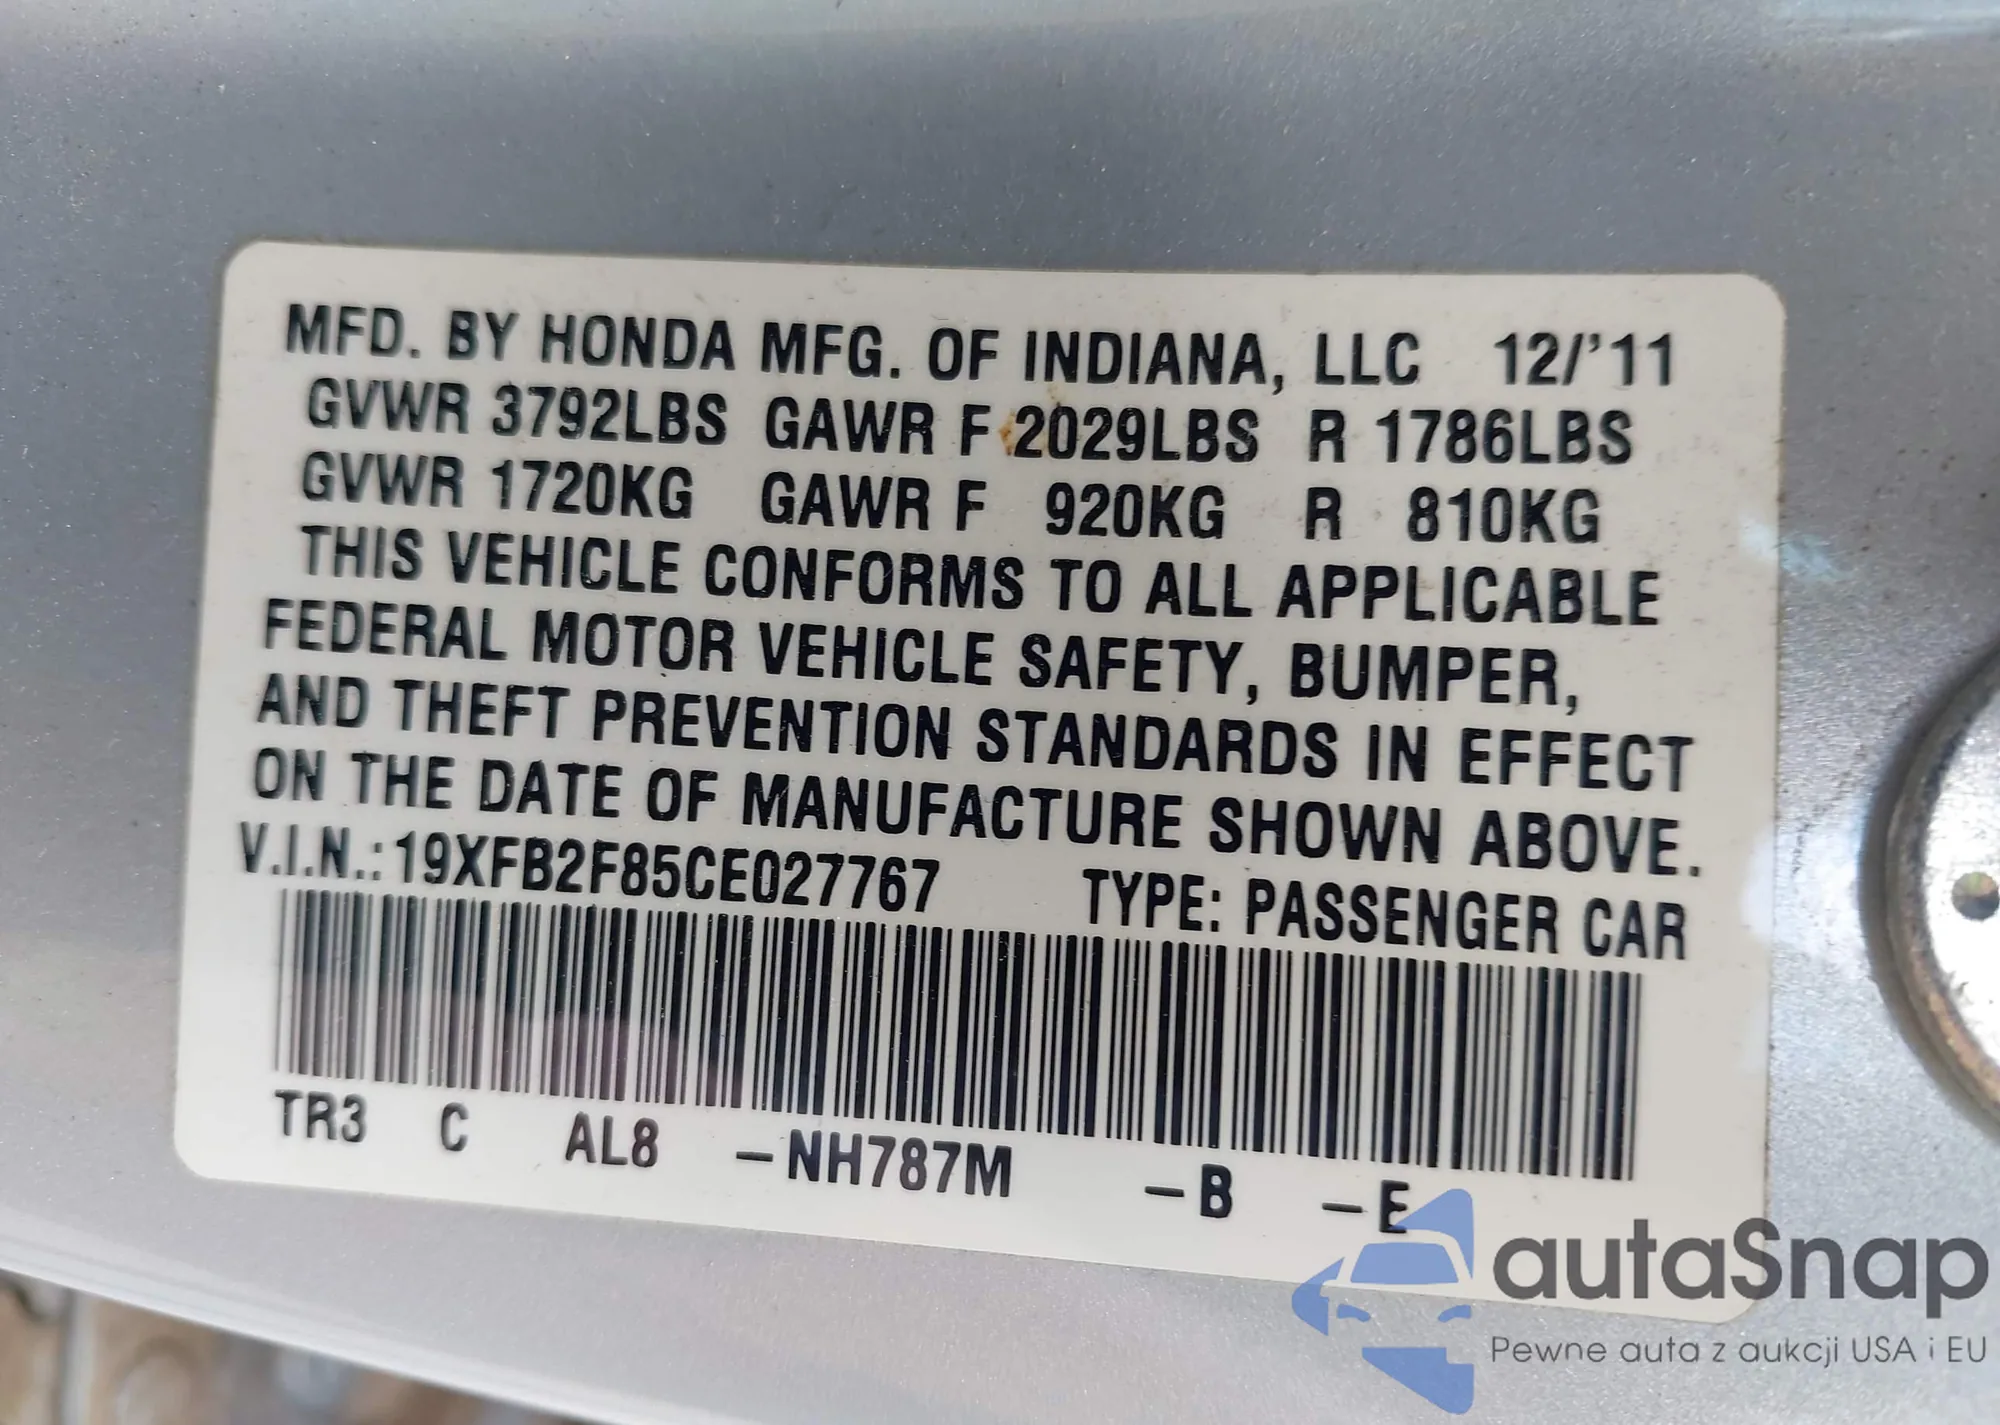 MFD. BY HONDA MFG. OF INDIANA, LLC 12/'11
GVWR 3792LBS GAWR F 2029LBS R 1786LBS
GVWR 1720KG GAWR F 920KG R 810KG
THIS VEHICLE CONFORMS TO ALL APPLICABLE
FEDERAL MOTOR VEHICLE SAFETY, BUMPER,
AND THEFT PREVENTION STANDARDS IN EFFECT
ON THE DATE OF MANUFACTURE SHOWN ABOVE.
V.I.N.:19XFB2F85CE027767 TYPE: PASSENGER CAR
TR3 C AL8 –NH787M –B –E
autaSnap
Pewne auta z aukcji USA i EU